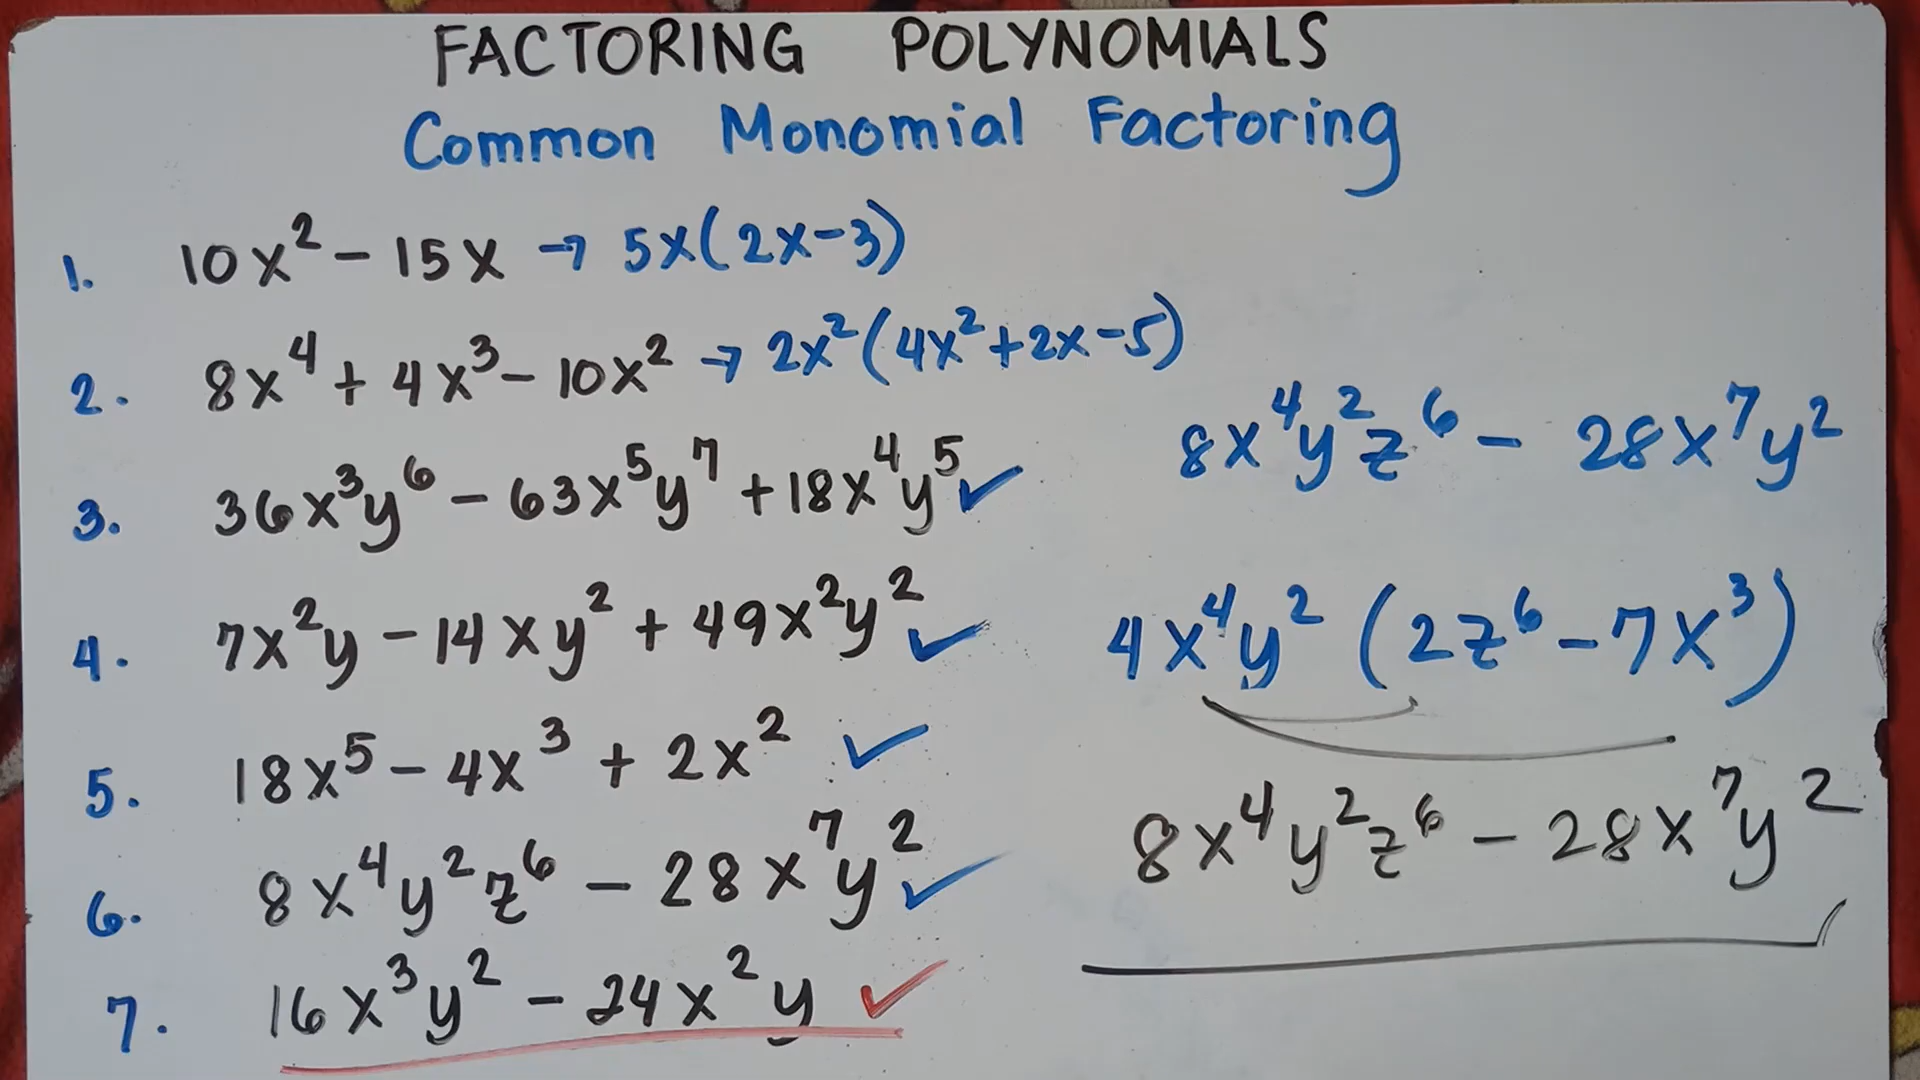 FACTORING POLYNOMIALS
Common Monomial Factoring
1. 10x² - 15x → 5x(2x-3)
2. 8x⁴ + 4x³ - 10x² → 2x²(4x²+2x-5)
3. 36x³y⁶ - 63x⁵y⁷ + 18x⁴y⁵ ✓
4. 7x²y - 14xy² + 49x²y² ✓
5. 18x⁵ - 4x³ + 2x² ✓
6. 8x⁴y²z⁶ - 28x⁷y² ✓
7. 16x³y² - 24x²y ✓
8x⁴y²z⁶ - 28x⁷y²
4x⁴y² (2z⁶ - 7x³)
8x⁴y²z⁶ - 28x⁷y²